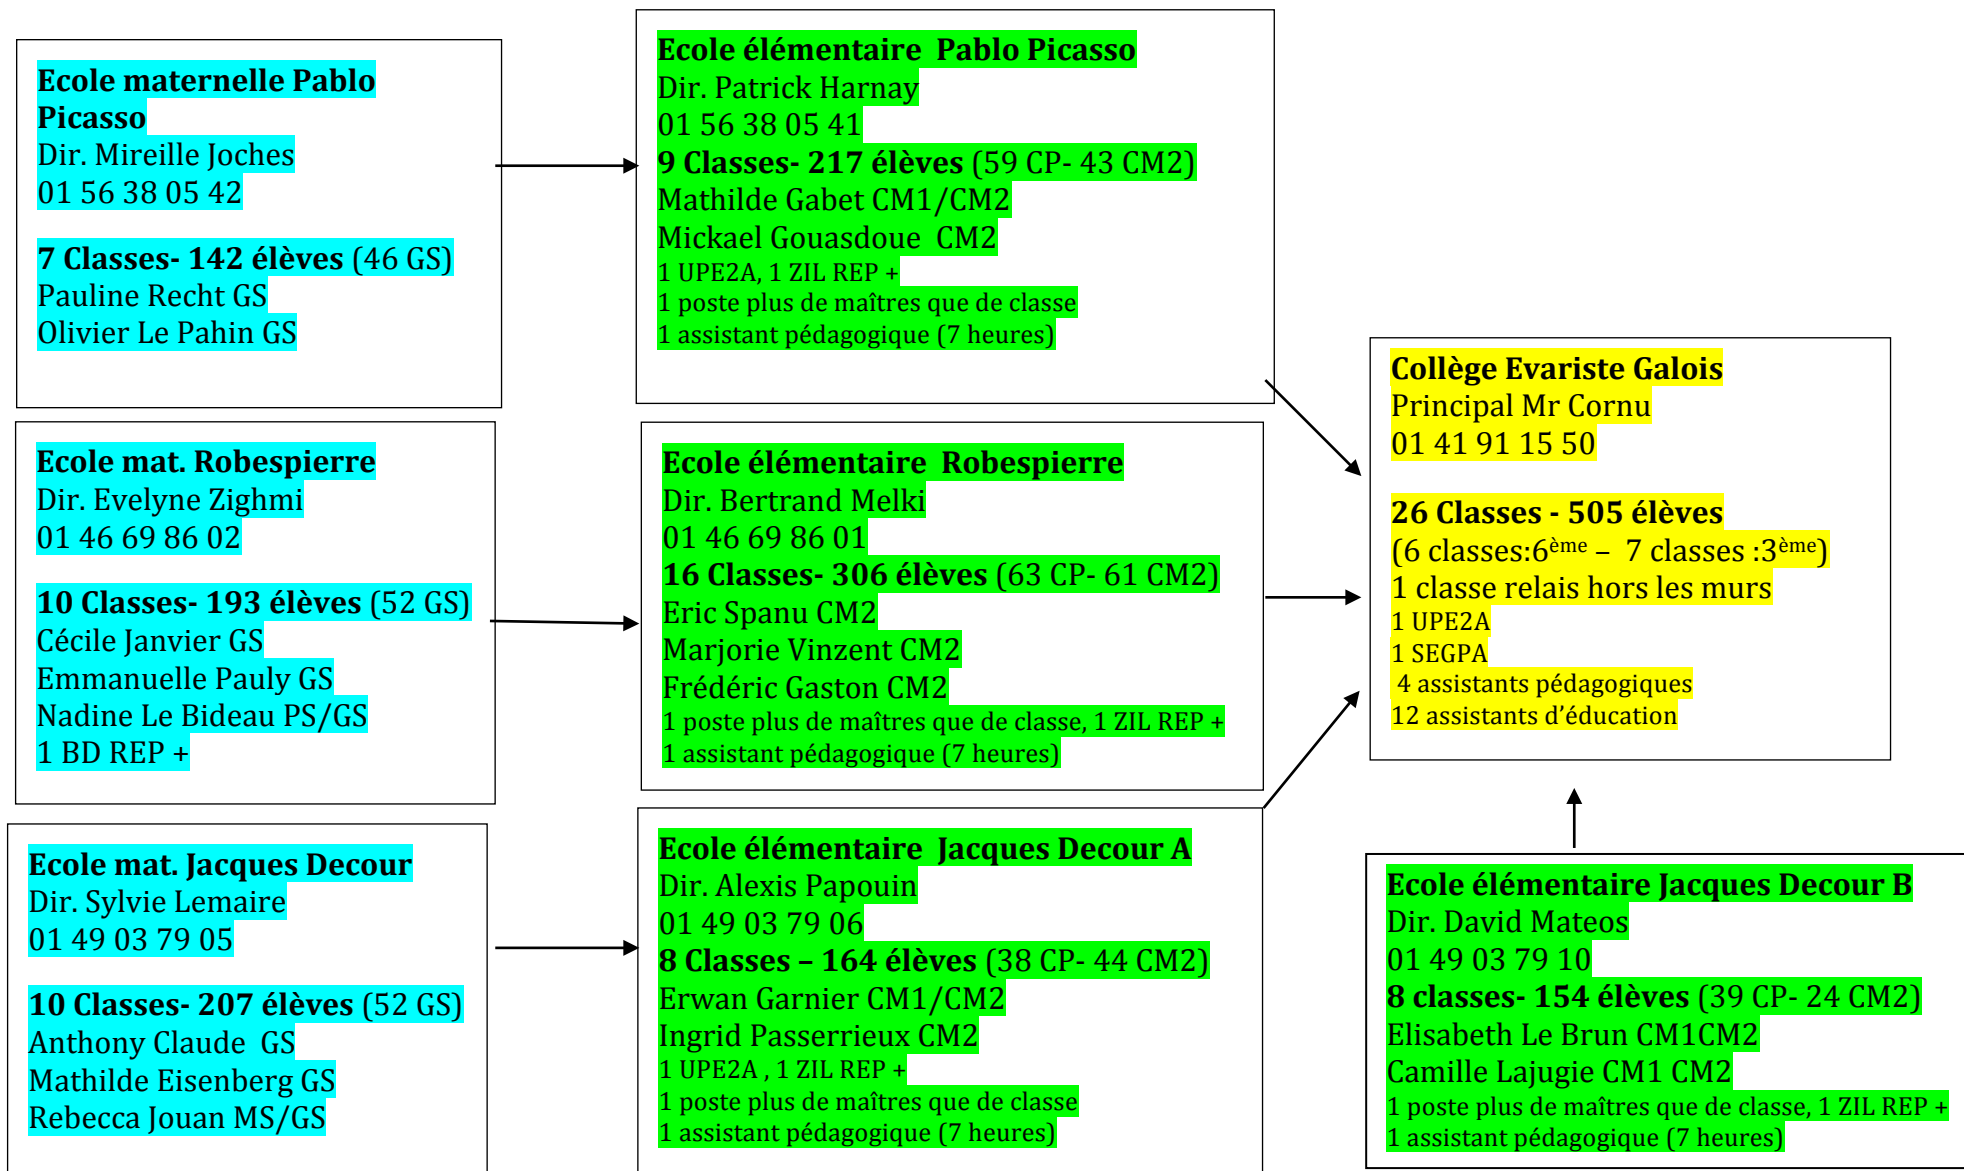 Ecole maternelle Pablo
Picasso
Dir. Mireille Joches
01 56 38 05 42
7 Classes- 142 élèves (46 GS)
Pauline Recht GS
Olivier Le Pahin GS
Ecole élémentaire  Pablo Picasso
Dir. Patrick Harnay
01 56 38 05 41
9 Classes- 217 élèves (59 CP- 43 CM2)
Mathilde Gabet CM1/CM2
Mickael Gouasdoue  CM2
1 UPE2A, 1 ZIL REP +
1 poste plus de maîtres que de classe
1 assistant pédagogique (7 heures)
Ecole mat. Robespierre
Dir. Evelyne Zighmi
01 46 69 86 02
10 Classes- 193 élèves (52 GS)
Cécile Janvier GS
Emmanuelle Pauly GS
Nadine Le Bideau PS/GS
1 BD REP +
Ecole élémentaire  Robespierre
Dir. Bertrand Melki
01 46 69 86 01
16 Classes- 306 élèves (63 CP- 61 CM2)
Eric Spanu CM2
Marjorie Vinzent CM2
Frédéric Gaston CM2
1 poste plus de maîtres que de classe, 1 ZIL REP +
1 assistant pédagogique (7 heures)
Collège Evariste Galois
Principal Mr Cornu
01 41 91 15 50
26 Classes - 505 élèves
(6 classes:6ème –  7 classes :3ème)
1 classe relais hors les murs
1 UPE2A
1 SEGPA
4 assistants pédagogiques
12 assistants d’éducation
Ecole mat. Jacques Decour
Dir. Sylvie Lemaire
01 49 03 79 05
10 Classes- 207 élèves (52 GS)
Anthony Claude  GS
Mathilde Eisenberg GS
Rebecca Jouan MS/GS
Ecole élémentaire  Jacques Decour A
Dir. Alexis Papouin
01 49 03 79 06
8 Classes – 164 élèves (38 CP- 44 CM2)
Erwan Garnier CM1/CM2
Ingrid Passerrieux CM2
1 UPE2A , 1 ZIL REP +
1 poste plus de maîtres que de classe
1 assistant pédagogique (7 heures)
Ecole élémentaire Jacques Decour B
Dir. David Mateos
01 49 03 79 10
8 classes- 154 élèves (39 CP- 24 CM2)
Elisabeth Le Brun CM1CM2
Camille Lajugie CM1 CM2
1 poste plus de maîtres que de classe, 1 ZIL REP +
1 assistant pédagogique (7 heures)